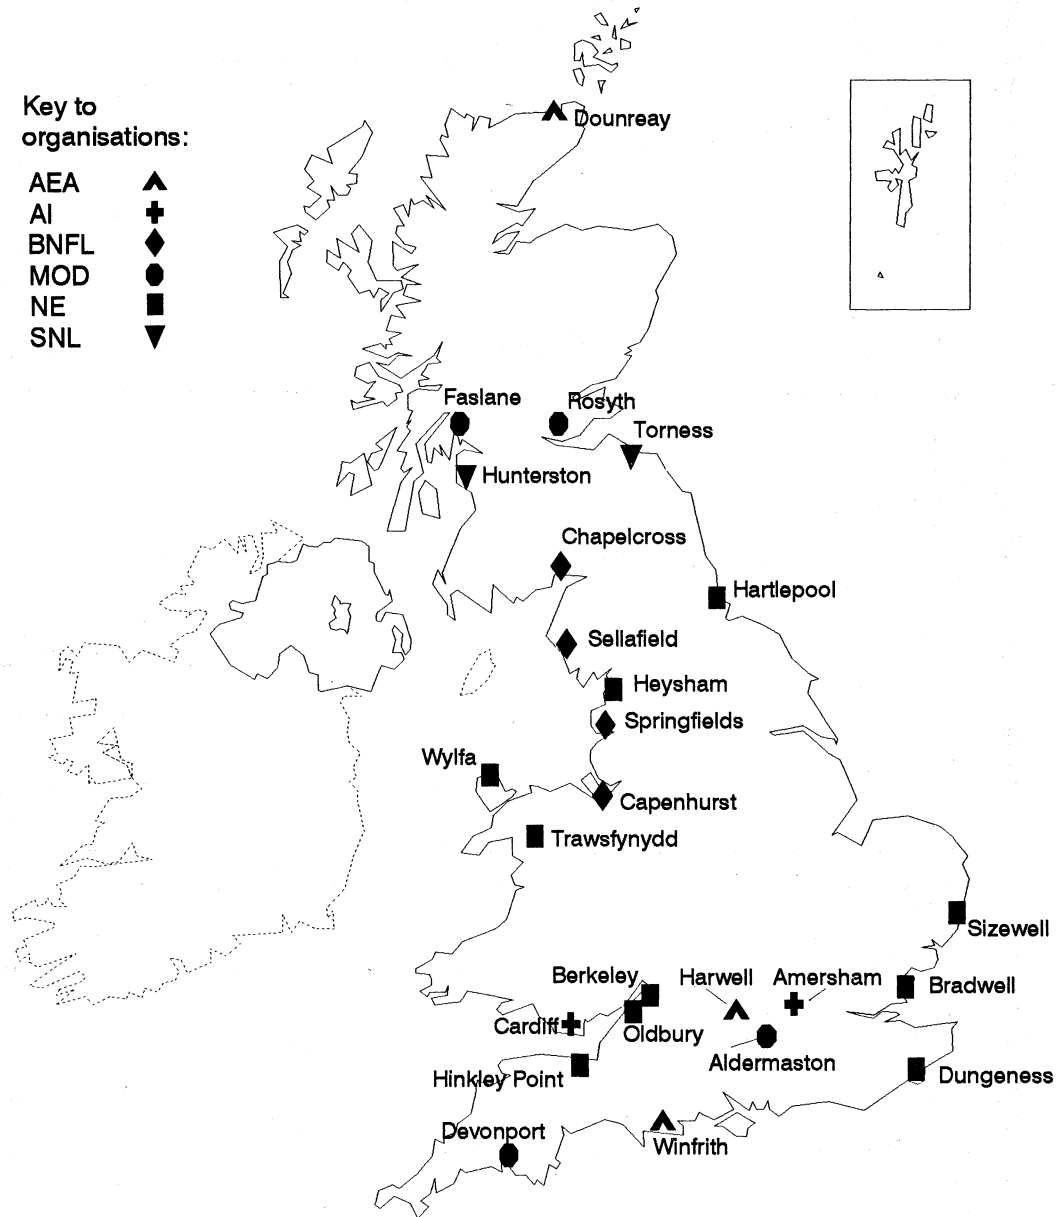 Key to
organisations:
AEA
AI
BNFL
MOD
NE
SNL
Dounreay
Faslane
Rosyth
Torness
Hunterston
Chapelcross
Hartlepool
Sellafield
Heysham
Springfields
Wylfa
Capenhurst
Trawsfynydd
Sizewell
Berkeley
Harwell
Amersham
Bradwell
Cardiff
Oldbury
Aldermaston
Hinkley Point
Dungeness
Devonport
Winfrith